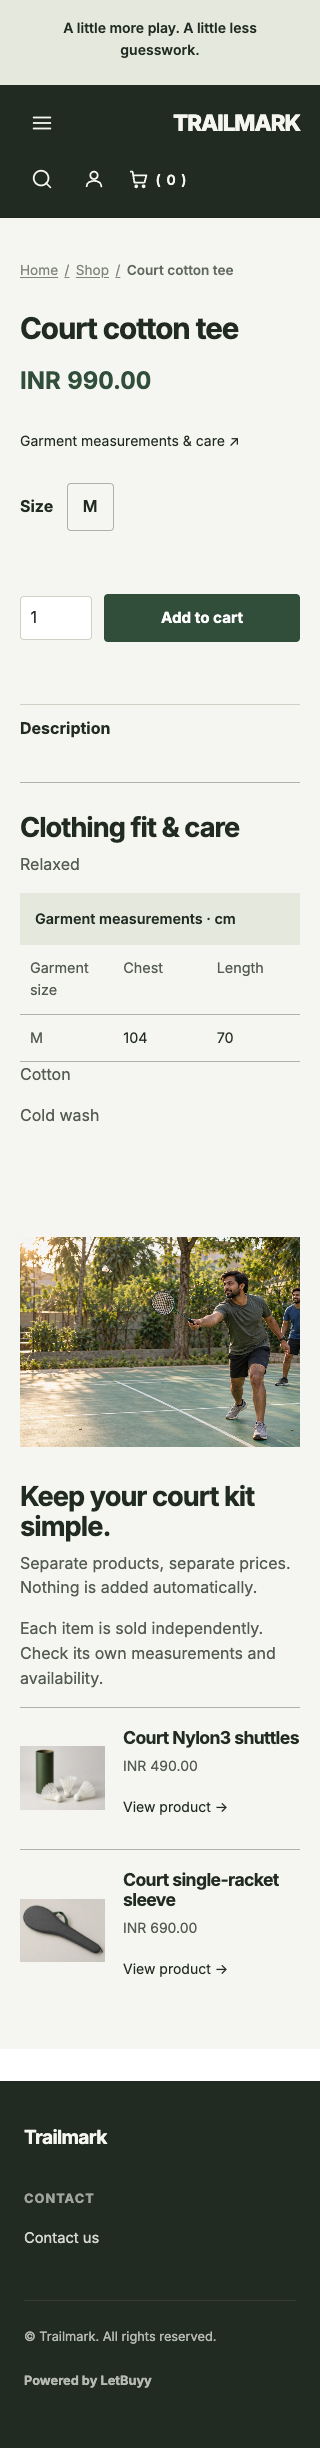 A little more play. A little less
guesswork.
TRAILMARK
( 0 )
Home / Shop / Court cotton tee
Court cotton tee
INR 990.00
Garment measurements & care ↗
Size M
1 Add to cart
Description
Clothing fit & care
Relaxed
Garment measurements · cm
Garment size Chest Length
M 104 70
Cotton
Cold wash
Keep your court kit
simple.
Separate products, separate prices.
Nothing is added automatically.
Each item is sold independently.
Check its own measurements and
availability.
Court Nylon3 shuttles
INR 490.00
View product →
Court single-racket
sleeve
INR 690.00
View product →
Trailmark
CONTACT
Contact us
© Trailmark. All rights reserved.
Powered by LetBuyy